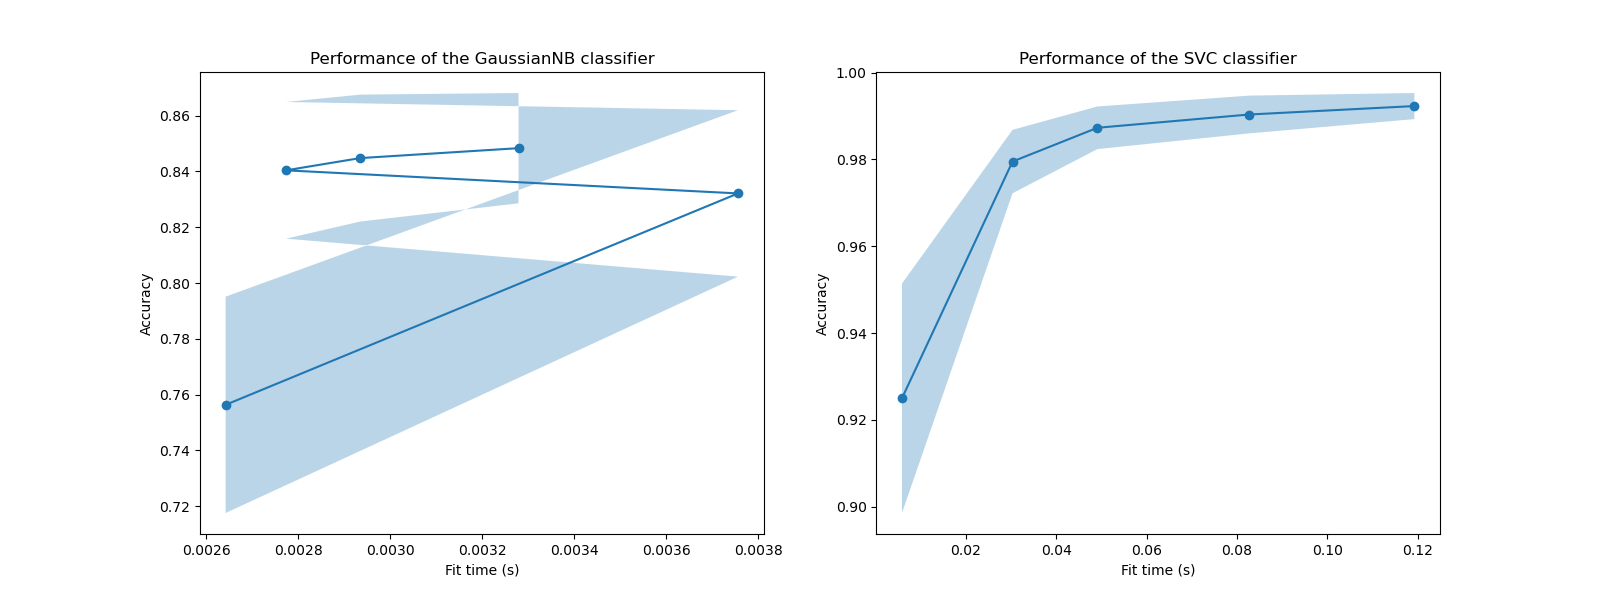 Performance of the GaussianNB classifier
0.86
0.84
0.82
0.80
0.78
0.76
0.74
0.72
Accuracy
0.0026 0.0028 0.0030 0.0032 0.0034 0.0036 0.0038
Fit time (s)
Performance of the SVC classifier
1.00
0.98
0.96
0.94
0.92
0.90
Accuracy
0.02 0.04 0.06 0.08 0.10 0.12
Fit time (s)